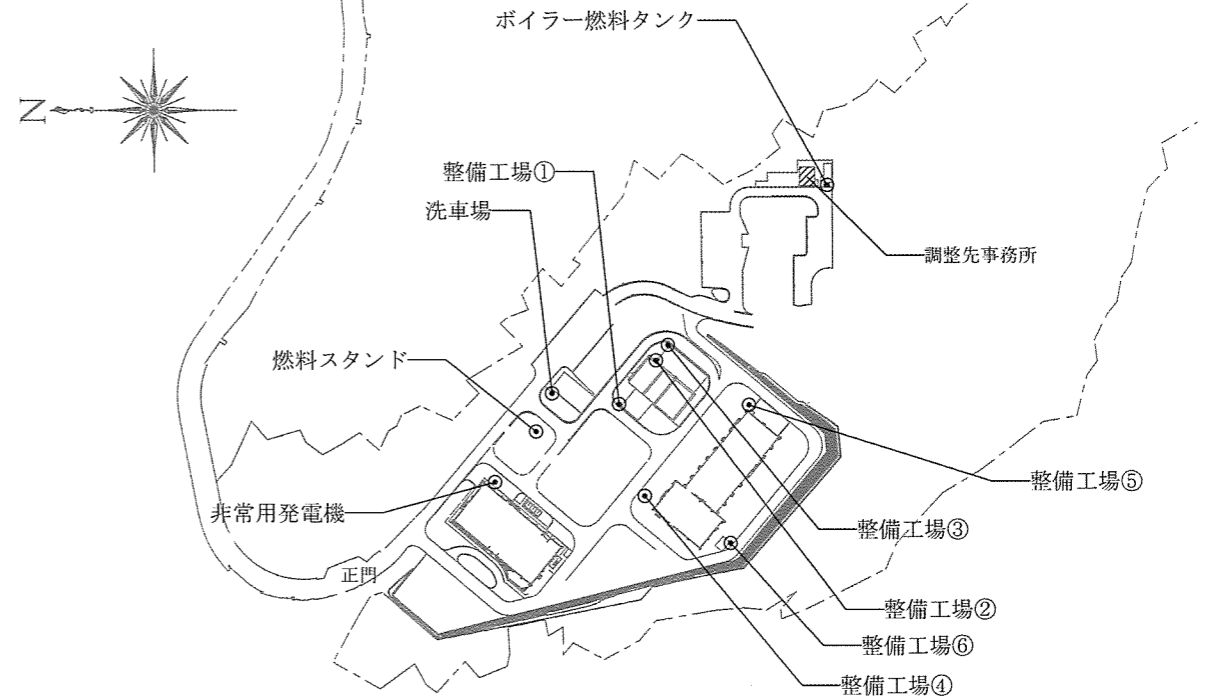 ボイラー燃料タンク
N
整備工場①
洗車場
調整先事務所
燃料スタンド
整備工場⑤
非常用発電機
整備工場③
正門
整備工場②
整備工場⑥
整備工場④